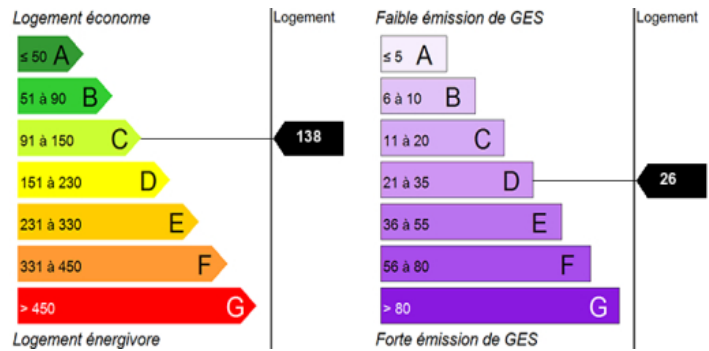 Logement économe
Logement
≤ 50 A
51 à 90 B
91 à 150 C
138
151 à 230 D
231 à 330 E
331 à 450 F
> 450 G
Logement énergivore
Faible émission de GES
Logement
≤ 5 A
6 à 10 B
11 à 20 C
21 à 35 D
26
36 à 55 E
56 à 80 F
> 80 G
Forte émission de GES